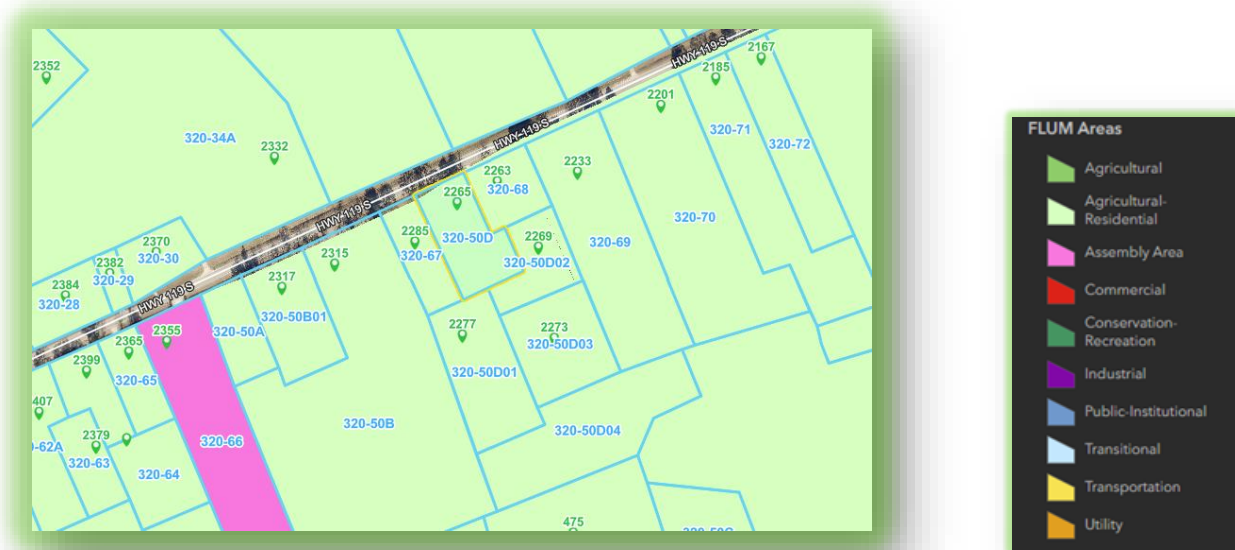 2352
HWY 119 S
2167
2185
2201
320-34A
2332
320-71
320-72
HWY-119-S
2263
2233
2265
320-68
320-70
HWY-119-S
2285
320-50D
2269
320-69
2370
320-30
2315
320-67
320-50D02
2382
320-29
2317
2384
320-28
HWY 119 S
320-50B01
320-50A
2355
2365
2277
2273
320-50D03
2399
320-65
320-50D01
407
320-50B
320-50D04
2379
320-66
-62A
320-63
320-64
475
FLUM Areas
Agricultural
Agricultural-
Residential
Assembly Area
Commercial
Conservation-
Recreation
Industrial
Public-Institutional
Transitional
Transportation
Utility